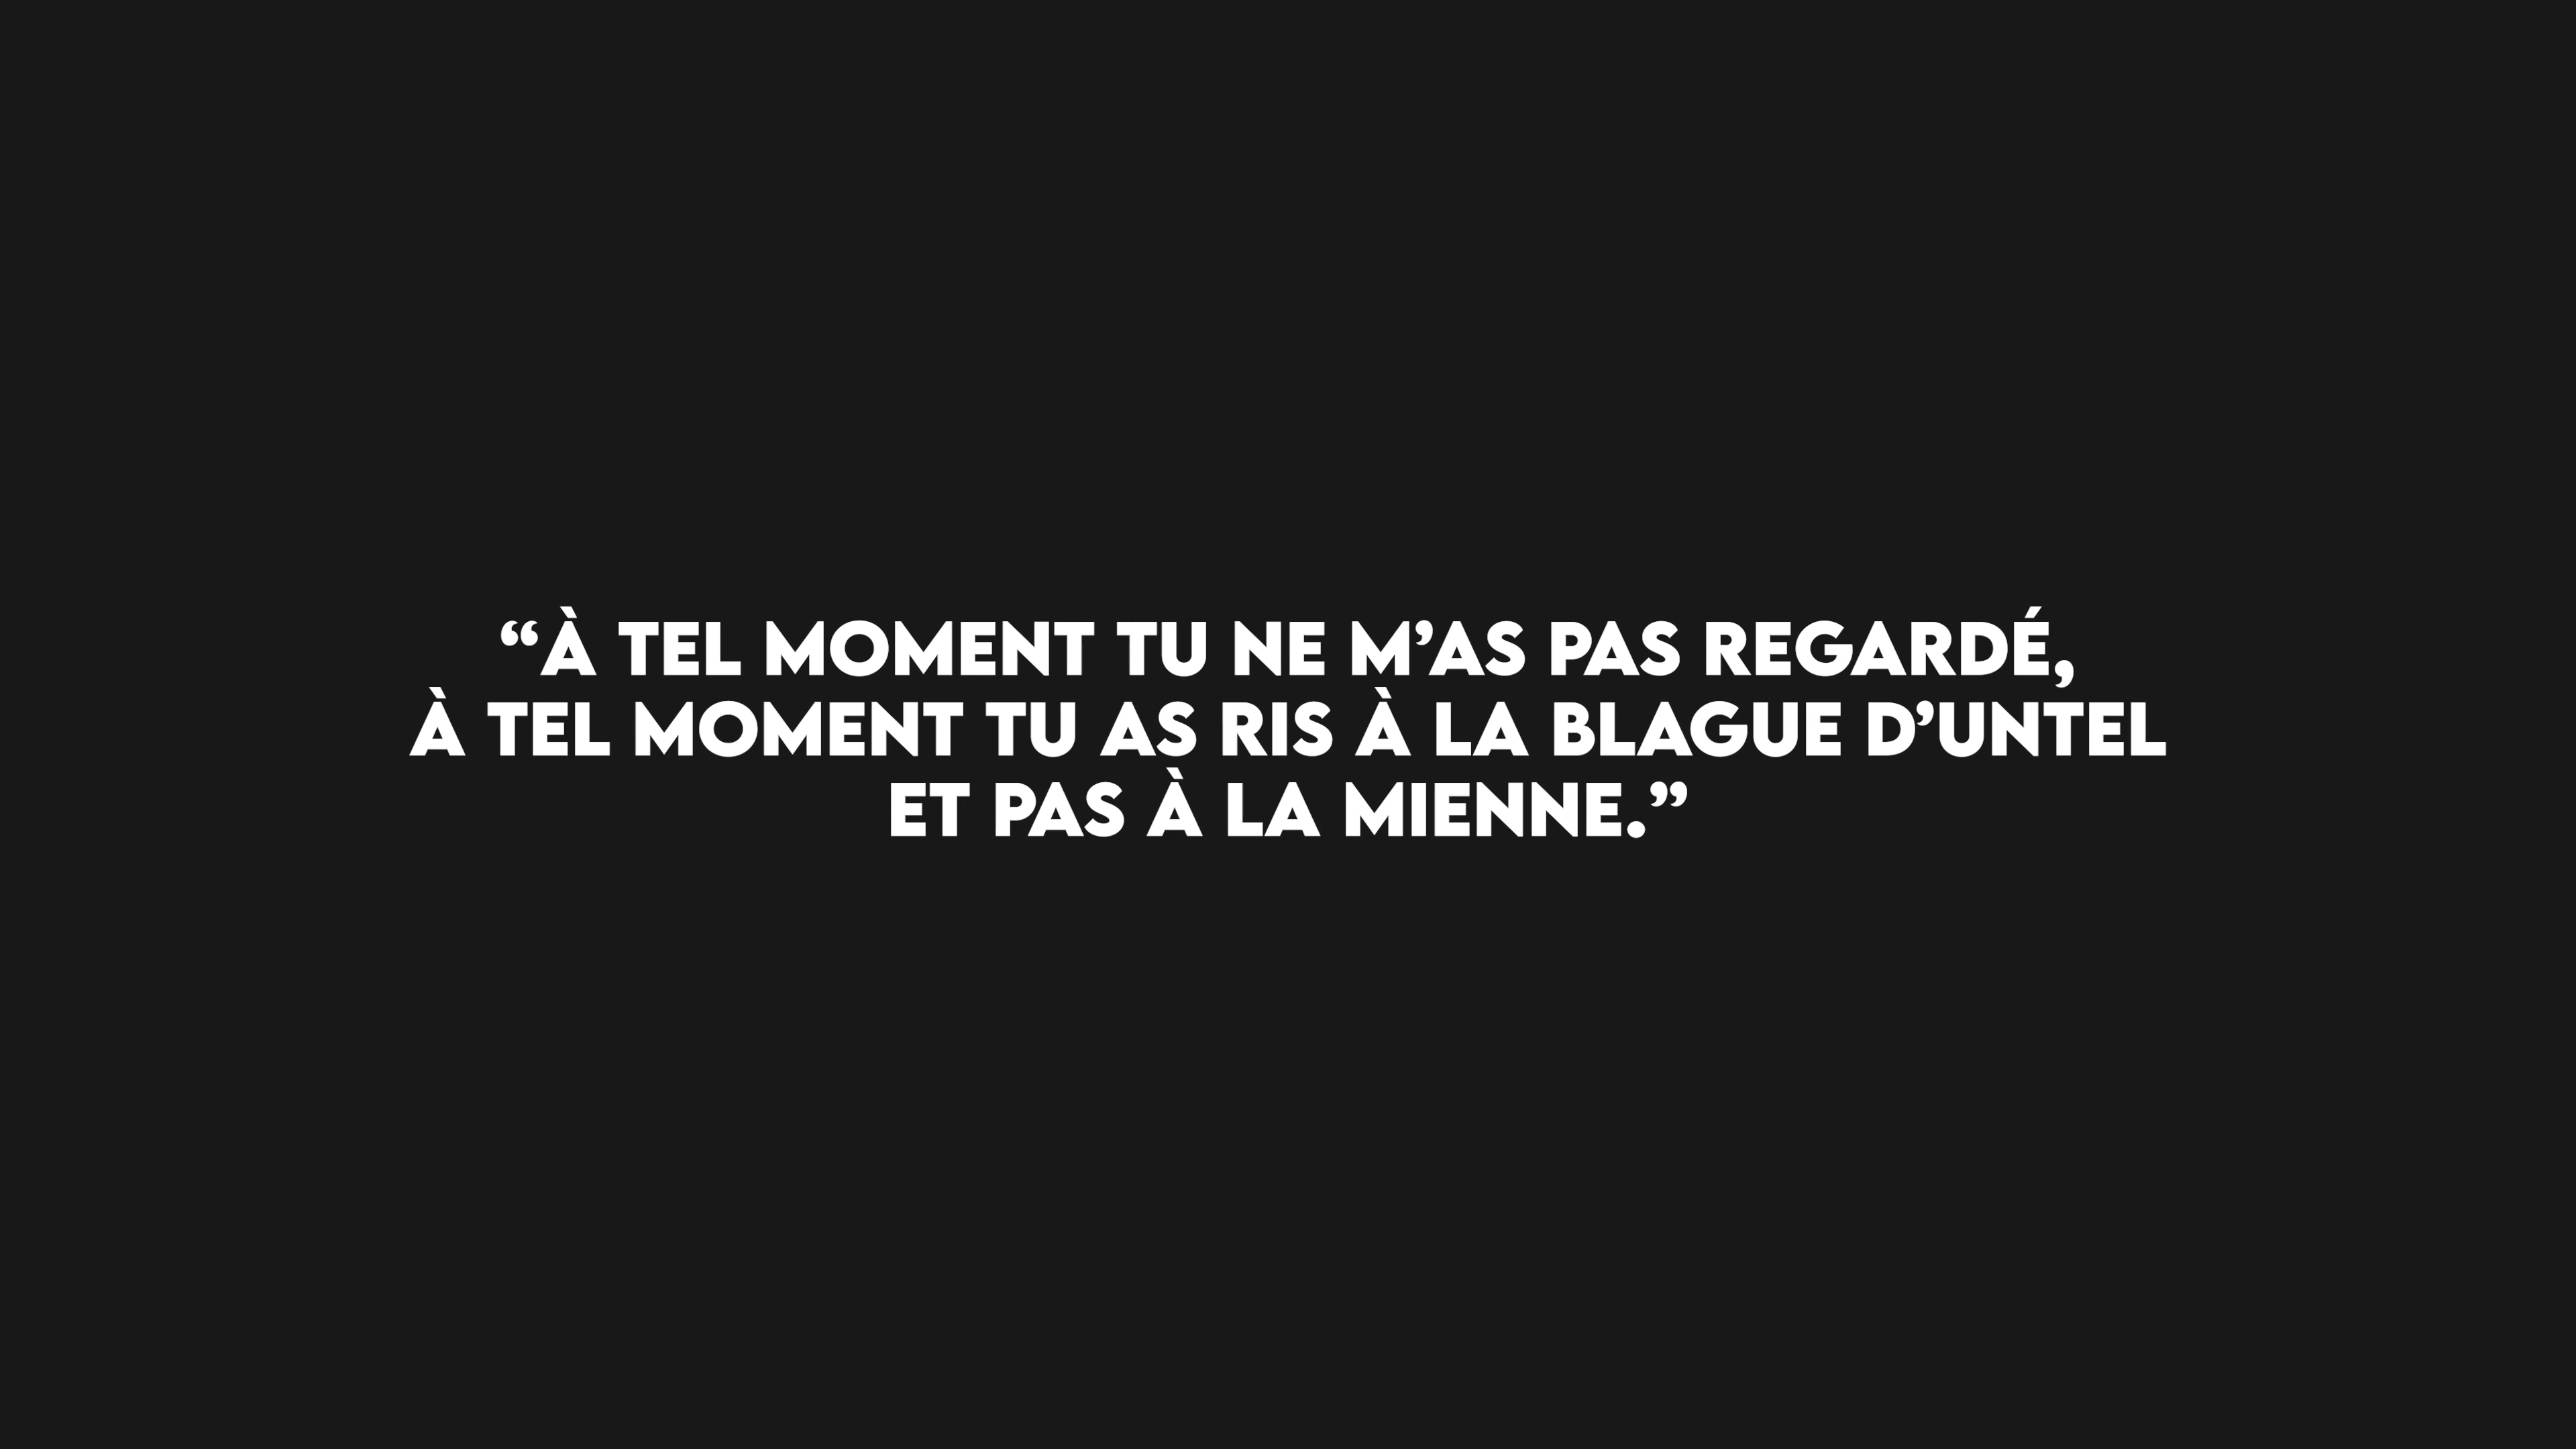 “À TEL MOMENT TU NE M’AS PAS REGARDÉ,
À TEL MOMENT TU AS RIS À LA BLAGUE D’UNTEL
ET PAS À LA MIENNE.”